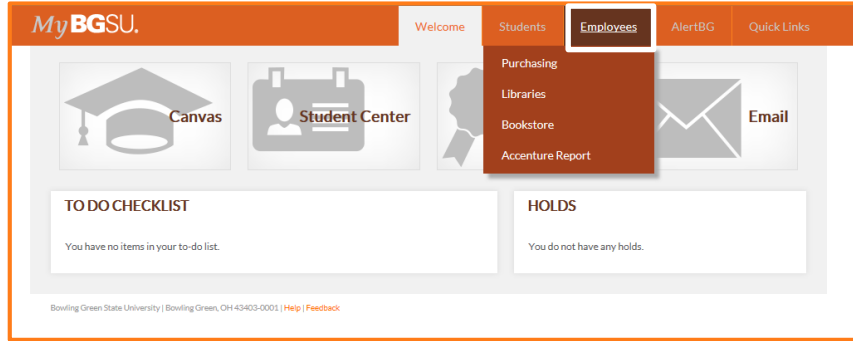 My BGSU.
Welcome Students Employees AlertBG Quick Links
Purchasing
Libraries
Bookstore
Accenture Report
Canvas
Student Center
Email
TO DO CHECKLIST
You have no items in your to-do list.
HOLDS
You do not have any holds.
Bowling Green State University | Bowling Green, OH 43403-0001 | Help | Feedback